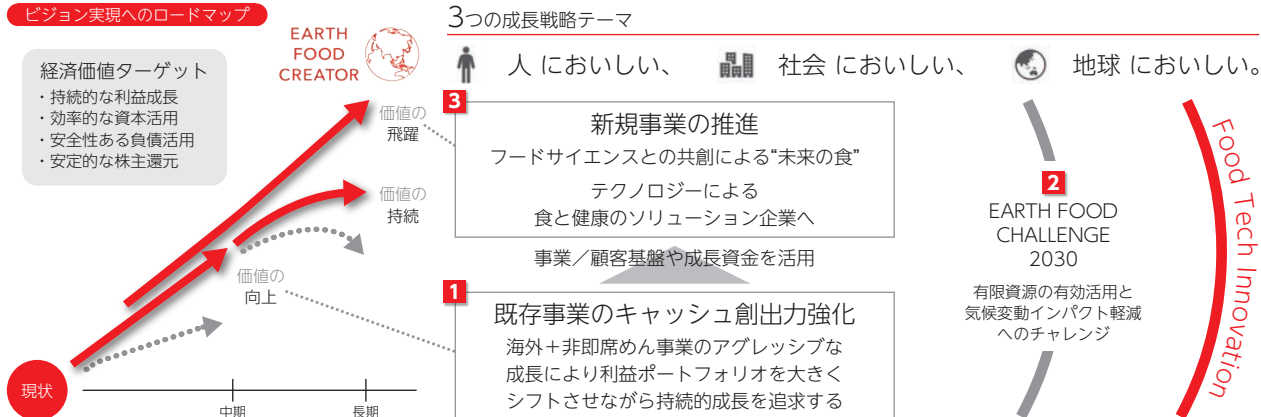 ビジョン実現へのロードマップ
経済価値ターゲット
・持続的な利益成長
・効率的な資本活用
・安全性ある負債活用
・安定的な株主還元
EARTH
FOOD
CREATOR
価値の
飛躍
価値の
持続
価値の
向上
現状
中期
長期
3つの成長戦略テーマ
人 においしい、
社会 においしい、
地球 においしい。
3
新規事業の推進
フードサイエンスとの共創による“未来の食”
テクノロジーによる
食と健康のソリューション企業へ
事業／顧客基盤や成長資金を活用
1
既存事業のキャッシュ創出力強化
海外＋非即席めん事業のアグレッシブな
成長により利益ポートフォリオを大きく
シフトさせながら持続的成長を追求する
2
EARTH FOOD
CHALLENGE
2030
有限資源の有効活用と
気候変動インパクト軽減
へのチャレンジ
Food Tech Innovation